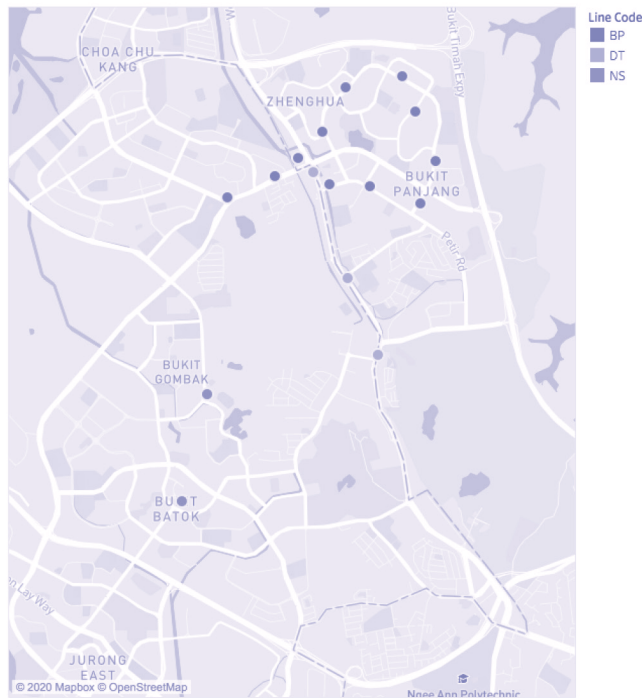 Line Code
BP
DT
NS
CHOA CHU
KANG
Bukit Timah Expy
ZHENGHUA
BUKIT
PANJANG
Petir Rd
BUKIT
GOMBAK
BU T
BATOK
Lay Way
JURONG
EAST
© 2020 Mapbox © OpenStreetMap
Ngee Ann Polytechnic